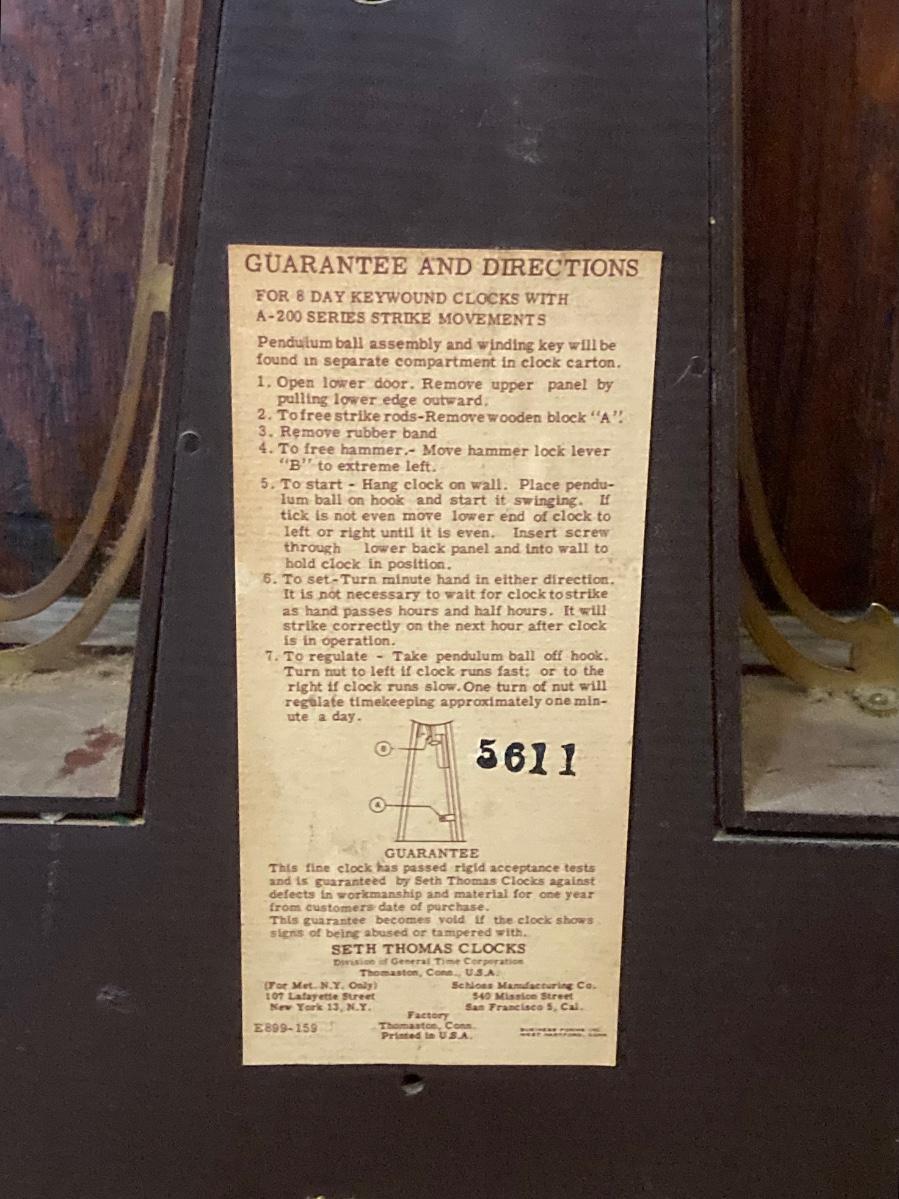 GUARANTEE AND DIRECTIONS
FOR 8 DAY KEYWOUND CLOCKS WITH
A-200 SERIES STRIKE MOVEMENTS
Pendulum ball assembly and winding key will be
found in separate compartment in clock carton.
1. Open lower door. Remove upper panel by
pulling lower edge outward.
2. To free strike rods-Remove wooden block "A".
3. Remove rubber band
4. To free hammer.- Move hammer lock lever
"B" to extreme left.
5. To start - Hang clock on wall. Place pendu-
lum ball on hook and start it swinging. If
tick is not even move lower end of clock to
left or right until it is even. Insert screw
through lower back panel and into wall to
hold clock in position.
6. To set-Turn minute hand in either direction.
It is not necessary to wait for clock to strike
as hand passes hours and half hours. It will
strike correctly on the next hour after clock
is in operation.
7. To regulate - Take pendulum ball off hook.
Turn nut to left if clock runs fast; or to the
right if clock runs slow. One turn of nut will
regulate timekeeping approximately one min-
ute a day.
B
5611
A
GUARANTEE
This fine clock has passed rigid acceptance tests
and is guaranteed by Seth Thomas Clocks against
defects in workmanship and material for one year
from customers date of purchase.
This guarantee becomes void if the clock shows
signs of being abused or tampered with.
SETH THOMAS CLOCKS
Division of General Time Corporation
Thomaston, Conn., U.S.A.
(For Met. N.Y. Only) Schloss Manufacturing Co.
107 Lafayette Street 540 Mission Street
New York 13, N.Y. San Francisco 5, Cal.
Factory
E899-159 Thomaston, Conn. BUSINESS FORMS INC.
Printed in U.S.A. WEST HARTFORD, CONN